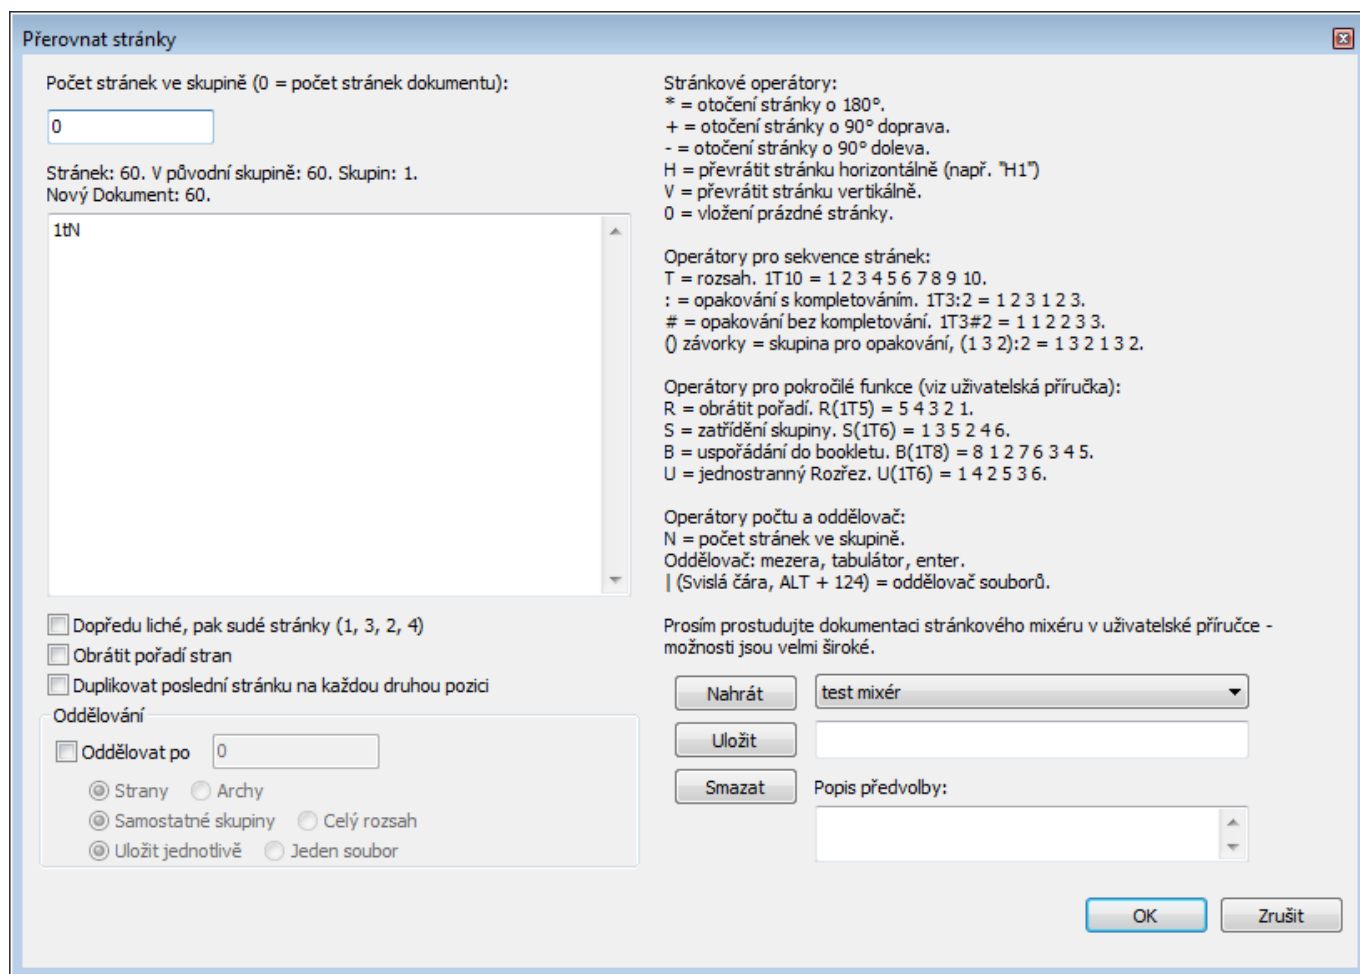 Přerovnat stránky
Počet stránek ve skupině (0 = počet stránek dokumentu):
0
Stránek: 60. V původní skupině: 60. Skupin: 1.
Nový Dokument: 60.
1tN
Dopředu liché, pak sudé stránky (1, 3, 2, 4)
Obrátit pořadí stran
Duplikovat poslední stránku na každou druhou pozici
Oddělování
Oddělovat po 0
Strany Archy
Samostatné skupiny Celý rozsah
Uložit jednotlivě Jeden soubor
Stránkové operátory:
* = otočení stránky o 180°.
+ = otočení stránky o 90° doprava.
- = otočení stránky o 90° doleva.
H = převrátit stránku horizontálně (např. "H1")
V = převrátit stránku vertikálně.
0 = vložení prázdné stránky.
Operátory pro sekvence stránek:
T = rozsah. 1T10 = 1 2 3 4 5 6 7 8 9 10.
: = opakování s kompletováním. 1T3:2 = 1 2 3 1 2 3.
# = opakování bez kompletování. 1T3#2 = 1 1 2 2 3 3.
() závorky = skupina pro opakování, (1 3 2):2 = 1 3 2 1 3 2.
Operátory pro pokročilé funkce (viz uživatelská příručka):
R = obrátit pořadí. R(1T5) = 5 4 3 2 1.
S = zatřídění skupiny. S(1T6) = 1 3 5 2 4 6.
B = uspořádání do bookletu. B(1T8) = 8 1 2 7 6 3 4 5.
U = jednostranný Rozřez. U(1T6) = 1 4 2 5 3 6.
Operátory počtu a oddělovač:
N = počet stránek ve skupině.
Oddělovač: mezera, tabulátor, enter.
| (Svislá čára, ALT + 124) = oddělovač souborů.
Prosím prostudujte dokumentaci stránkového mixéru v uživatelské příručce -
možnosti jsou velmi široké.
Nahrát test mixér
Uložit
Smazat Popis předvolby:
OK Zrušit